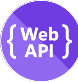 { Web
API }